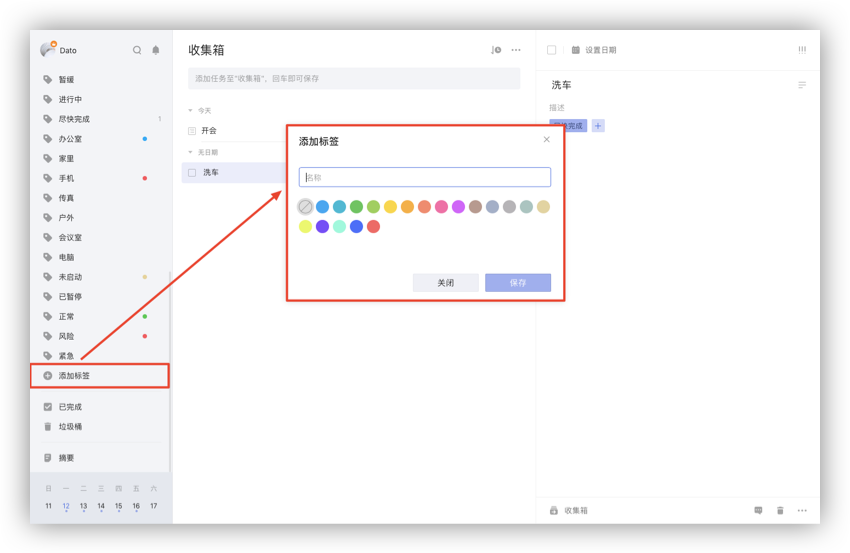 Dato
暂缓
进行中
尽快完成 1
办公室
家里
手机
传真
户外
会议室
电脑
未启动
已暂停
正常
风险
紧急
添加标签
已完成
垃圾桶
摘要
日 一 二 三 四 五 六
11 12 13 14 15 16 17
收集箱
添加任务至"收集箱"，回车即可保存
今天
开会
无日期
洗车
添加标签
名称
关闭 保存
设置日期
洗车
描述
快完成 +
收集箱